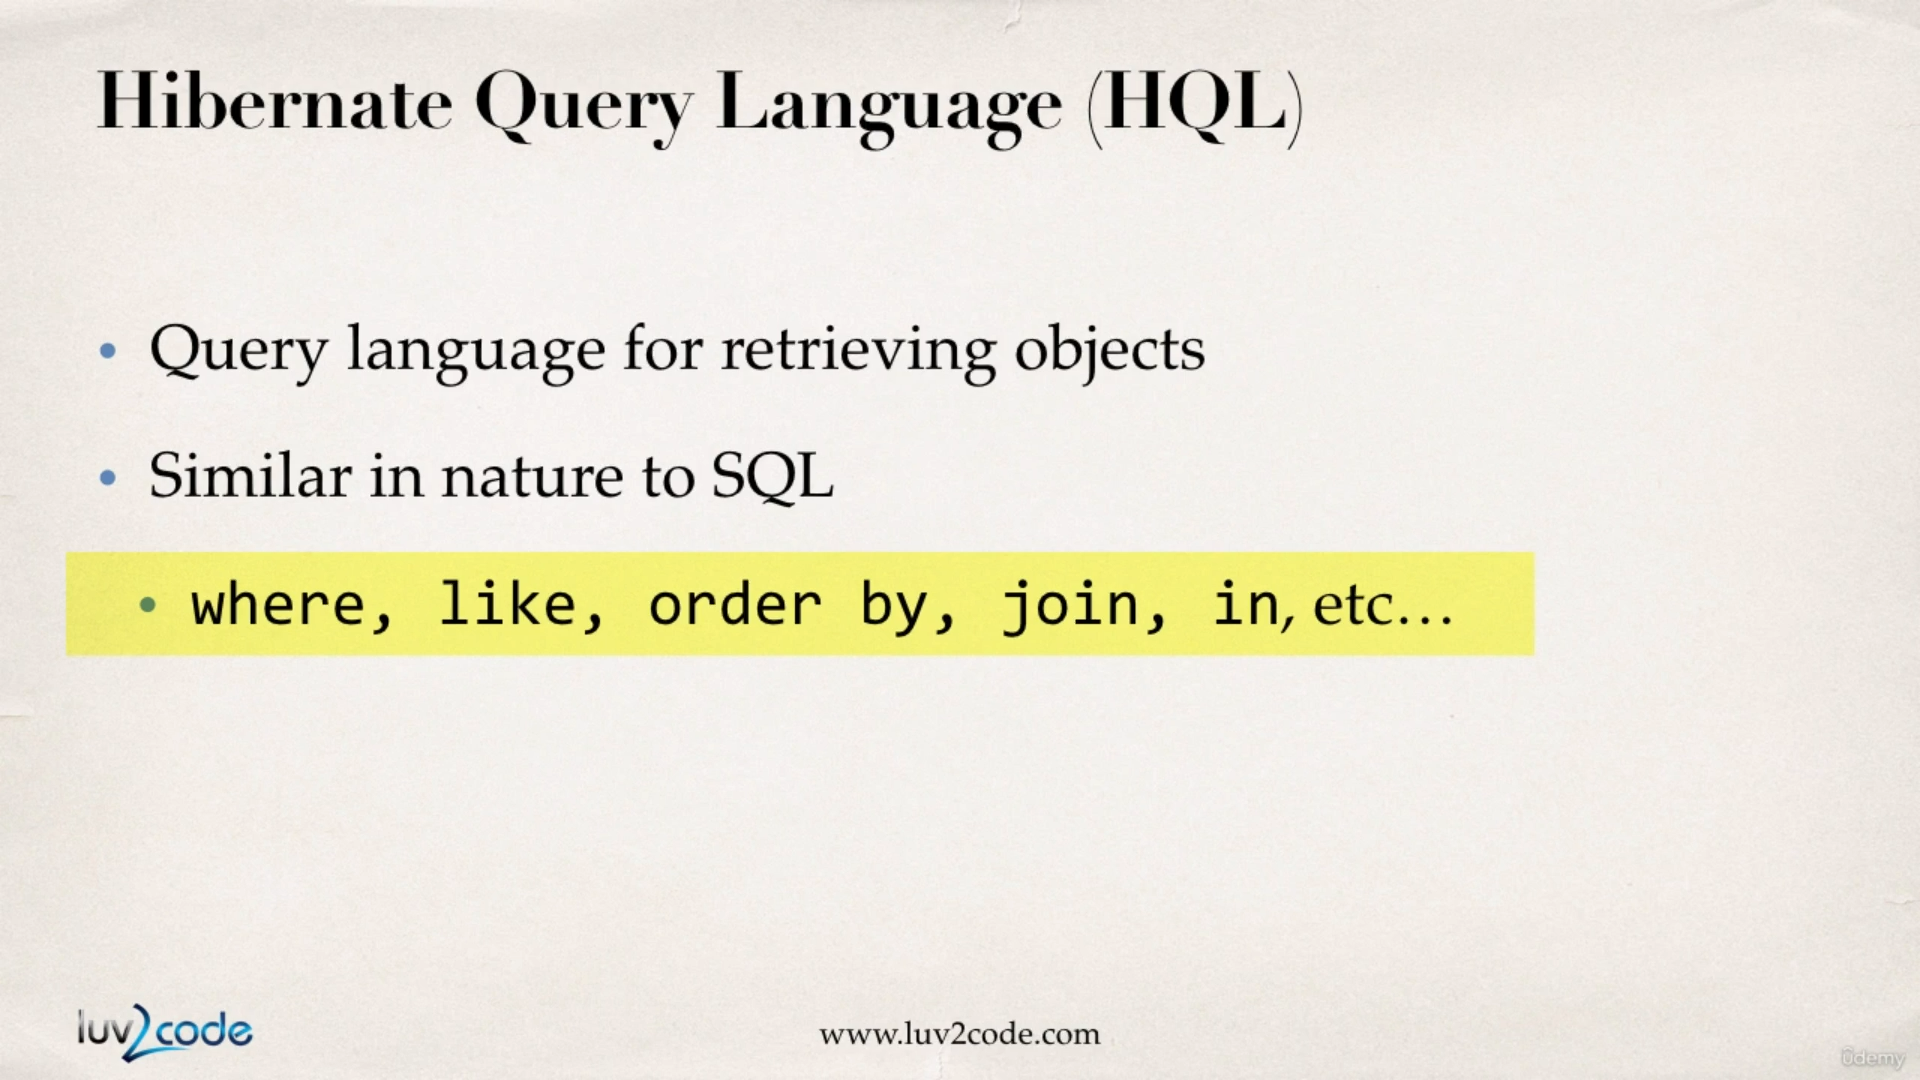 Hibernate Query Language (HQL)
• Query language for retrieving objects
• Similar in nature to SQL
• where, like, order by, join, in, etc…
luv2code
www.luv2code.com
ûdemy